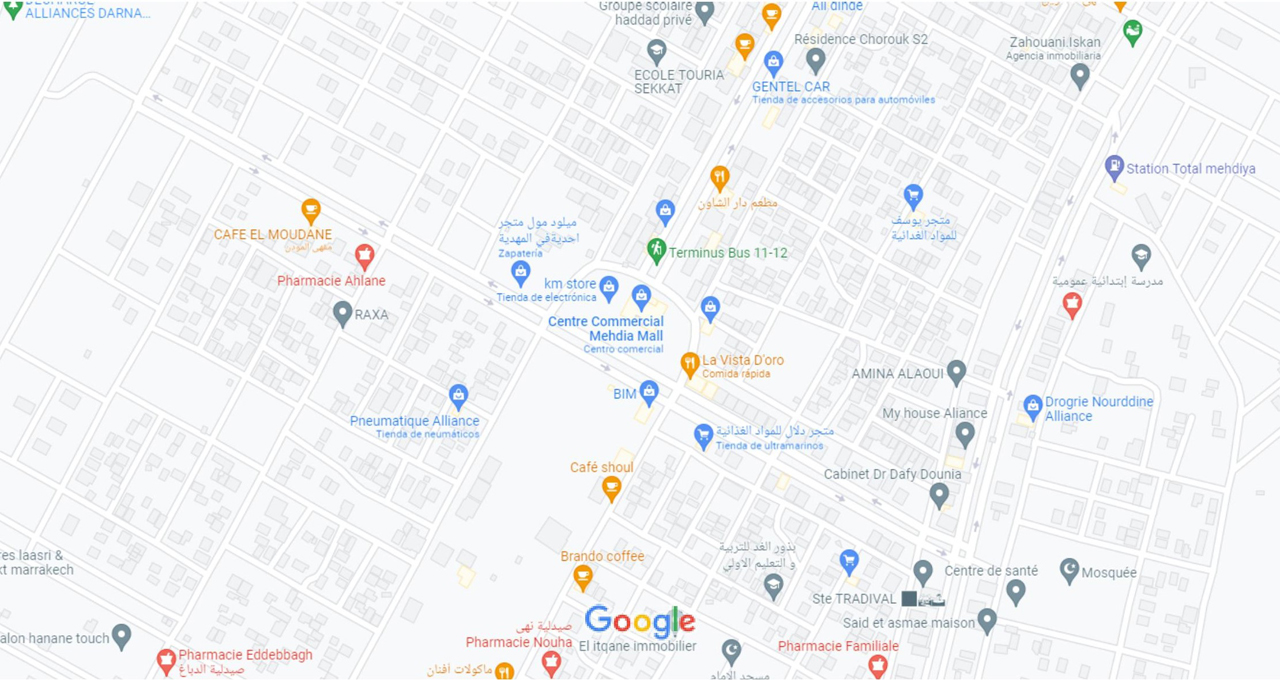 ALLIANCES DARNA...
Groupe scolaire
haddad privé
All dinde
Résidence Chorouk S2
Zahouani.Iskan
Agencia inmobiliaria
ECOLE TOURIA
SEKKAT
GENTEL CAR
Tienda de accesorios para automóviles
Station Total mehdiya
مطعم دار الشاون
متجر يوسف
للمواد الغذائية
CAFE EL MOUDANE
ميلود مول متجر
احديةفي المهدية
Zapatería
Terminus Bus 11-12
Pharmacie Ahlane
مدرسة إبتدائية عمومية
km store
Tienda de electrónica
RAXA
Centre Commercial
Mehdia Mall
Centro comercial
La Vista D'oro
Comida rápida
AMINA ALAOUI
BIM
Drogrie Nourddine
Alliance
My house Aliance
Pneumatique Alliance
Tienda de neumáticos
متجر دلال للمواد الغذائية
Tienda de ultramarinos
Café shoul
Cabinet Dr Dafy Dounia
بذور الغد للتربية
و التعليم الاولي
res laasri &
xt marrakech
Brando coffee
Centre de santé
Mosquée
Ste TRADIVAL
Google
Said et asmae maison
alon hanane touch
صيدلية نهى
Pharmacie Nouha
El itqane immobilier
Pharmacie Familiale
Pharmacie Eddebbagh
صيدلية الدباغ
ماكولات أفنان
مسجد الإمام